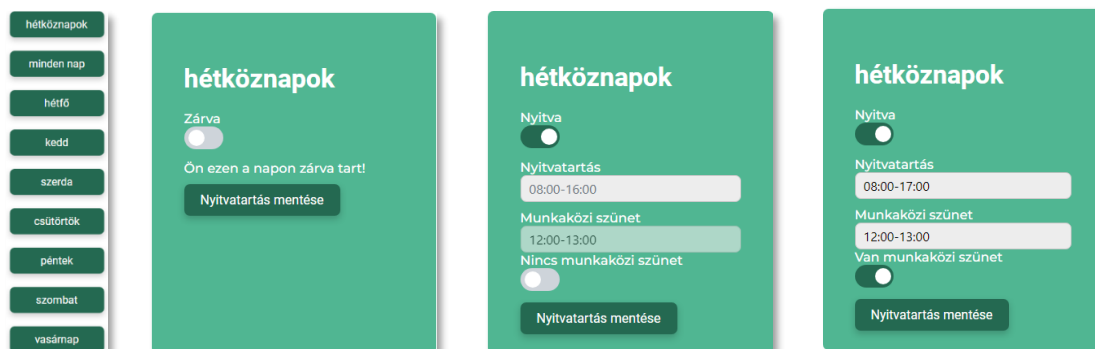 hétköznapok
minden nap
hétfő
kedd
szerda
csütörtök
péntek
szombat
vasárnap
hétköznapok
Zárva
Ön ezen a napon zárva tart!
Nyitvatartás mentése
hétköznapok
Nyitva
Nyitvatartás
08:00-16:00
Munkaközi szünet
12:00-13:00
Nincs munkaközi szünet
Nyitvatartás mentése
hétköznapok
Nyitva
Nyitvatartás
08:00-17:00
Munkaközi szünet
12:00-13:00
Van munkaközi szünet
Nyitvatartás mentése